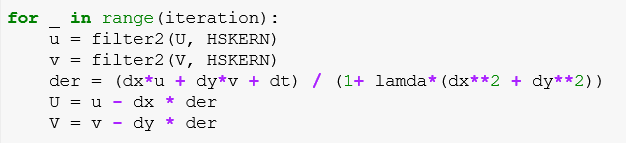 for _ in range(iteration):
    u = filter2(U, HSKERN)
    v = filter2(V, HSKERN)
    der = (dx*u + dy*v + dt) / (1+ lamda*(dx**2 + dy**2))
    U = u - dx * der
    V = v - dy * der